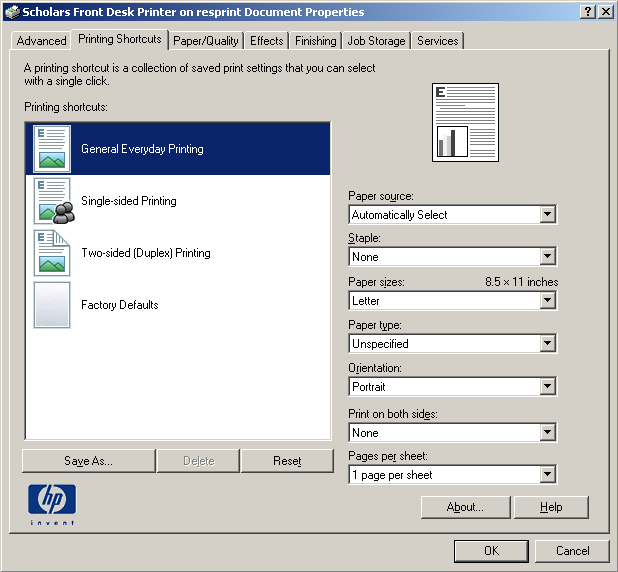 Scholars Front Desk Printer on resprint Document Properties
Advanced
Printing Shortcuts
Paper/Quality
Effects
Finishing
Job Storage
Services
A printing shortcut is a collection of saved print settings that you can select
with a single click.
Printing shortcuts:
General Everyday Printing
Single-sided Printing
Two-sided (Duplex) Printing
Factory Defaults
Save As...
Delete
Reset
hp
invent
E
Paper source:
Automatically Select
Staple:
None
Paper sizes: 8.5 × 11 inches
Letter
Paper type:
Unspecified
Orientation:
Portrait
Print on both sides:
None
Pages per sheet:
1 page per sheet
About...
Help
OK
Cancel